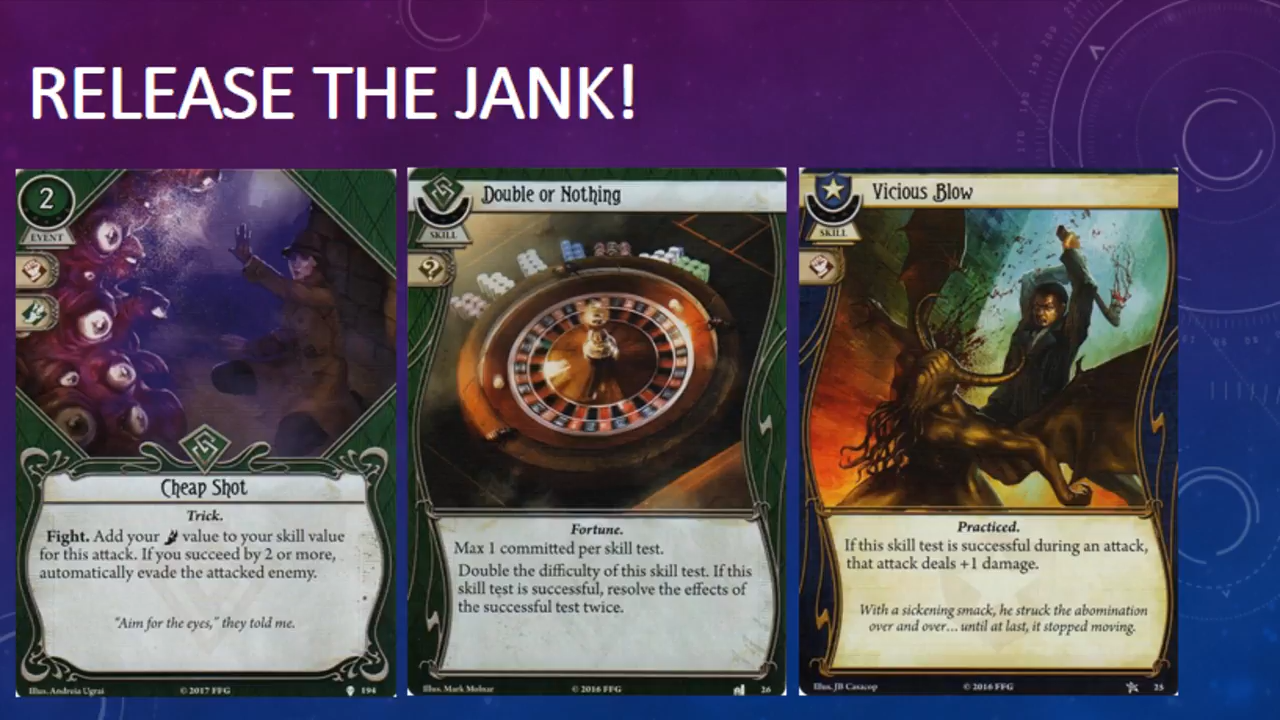 RELEASE THE JANK!
2
EVENT
Cheap Shot
Trick.
Fight. Add your value to your skill value
for this attack. If you succeed by 2 or more,
automatically evade the attacked enemy.
"Aim for the eyes," they told me.
Illus. Andreia Ugrai
© 2017 FFG
194
Double or Nothing
SKILL
?
Fortune.
Max 1 committed per skill test.
Double the difficulty of this skill test. If this
skill test is successful, resolve the effects of
the successful test twice.
Illus. Mark Molnar
© 2016 FFG
26
Vicious Blow
SKILL
Practiced.
If this skill test is successful during an attack,
that attack deals +1 damage.
With a sickening smack, he struck the abomination
over and over... until at last, it stopped moving.
Illus. JB Casacop
© 2016 FFG
25